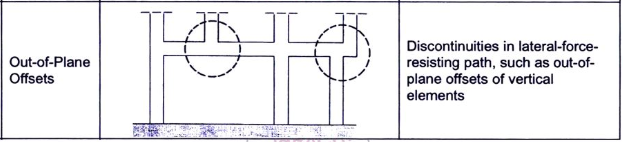 Out-of-Plane
Offsets
Discontinuities in lateral-force-
resisting path, such as out-of-
plane offsets of vertical
elements